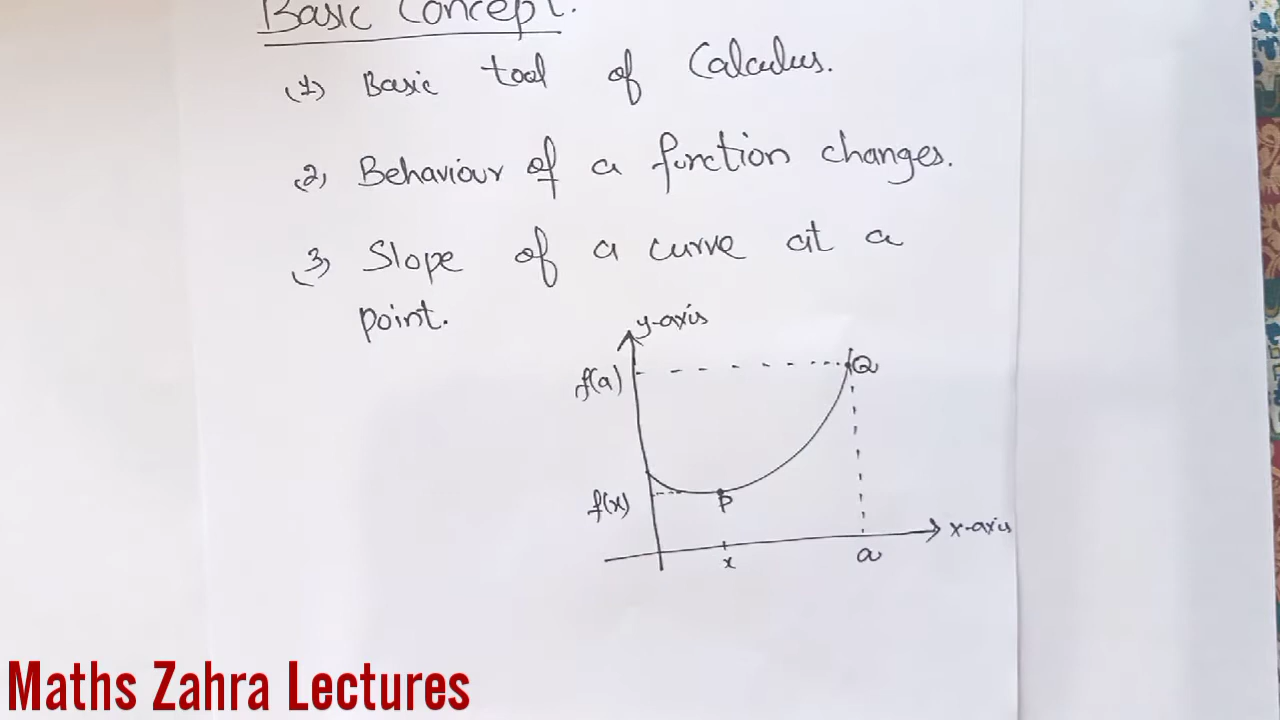 Basic Concept.
(1) Basic tool of Calculus.
(2) Behaviour of a function changes.
(3) Slope of a curve at a
point.
y-axis
f(a)
Q
f(x)
P
x-axis
x
a
Maths Zahra Lectures